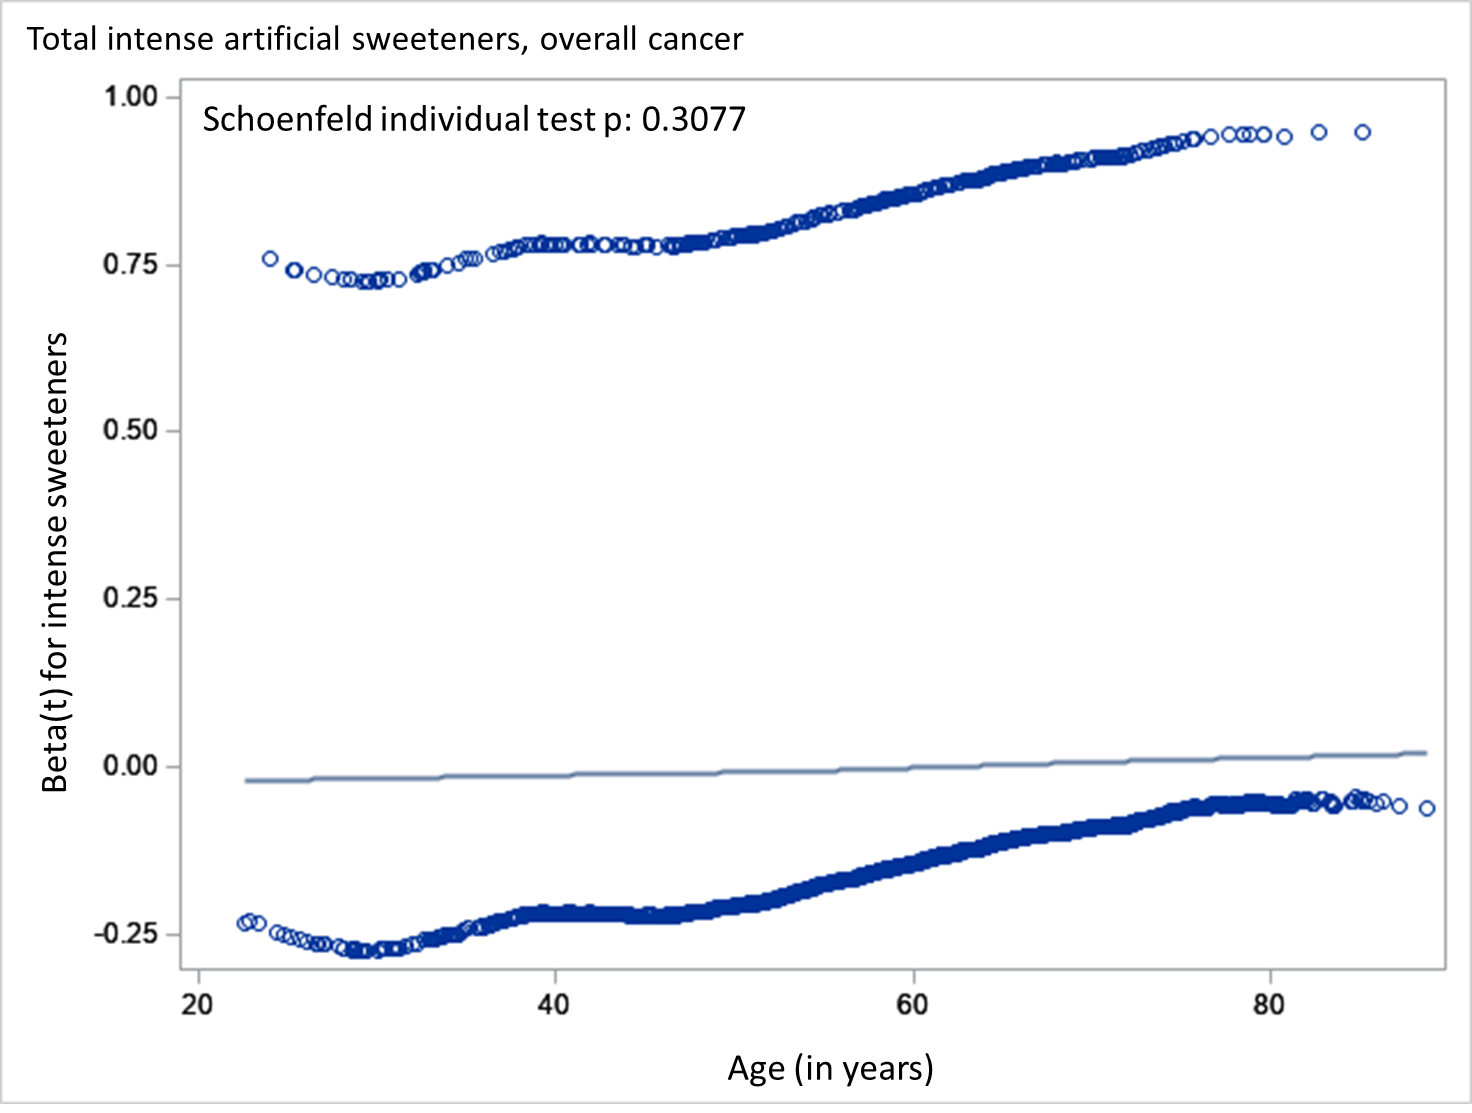 Total intense artificial sweeteners, overall cancer
Schoenfeld individual test p: 0.3077
1.00
0.75
0.50
0.25
0.00
-0.25
Beta(t) for intense sweeteners
20 40 60 80
Age (in years)